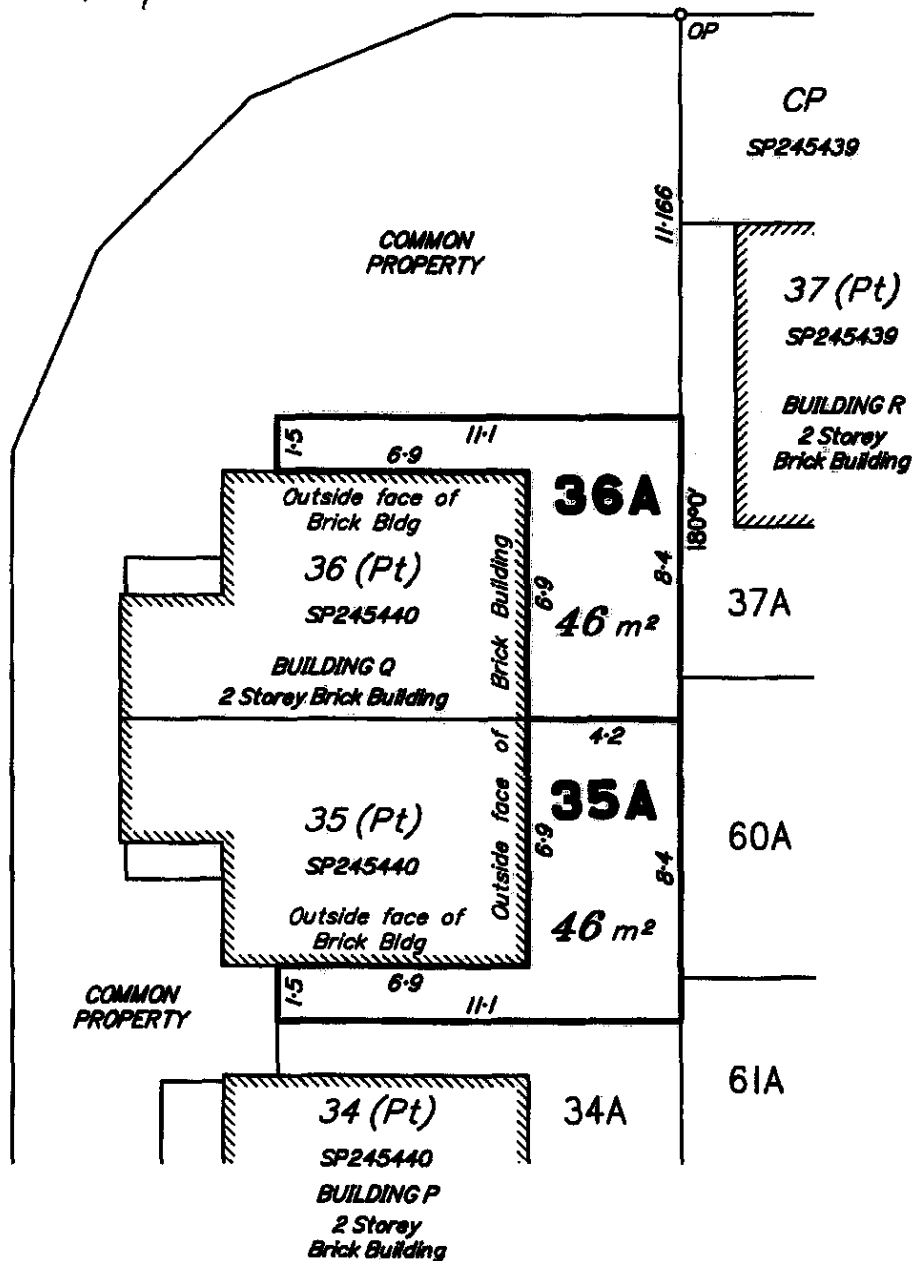 OP
CP
SP245439
11·166
COMMON
PROPERTY
37 (Pt)
SP245439
BUILDING R
2 Storey
Brick Building
11·1
1·5
6·9
36A
Outside face of
Brick Bldg
180°0'
36 (Pt)
SP245440
6·9
8·4
46 m²
37A
BUILDING Q
2 Storey Brick Building
Outside face of Brick Building
4·2
35A
35 (Pt)
SP245440
6·9
8·4
60A
Outside face of
Brick Bldg
46 m²
1·5
6·9
11·1
COMMON
PROPERTY
34 (Pt)
SP245440
BUILDING P
2 Storey
Brick Building
34A
61A